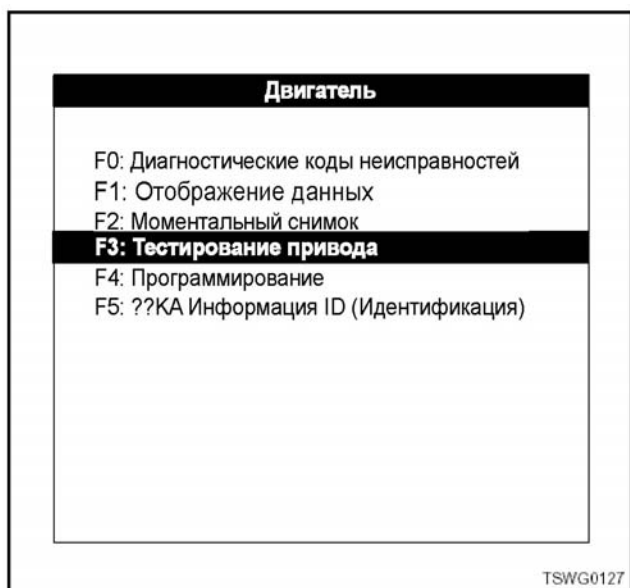 Двигатель
F0: Диагностические коды неисправностей
F1: Отображение данных
F2: Моментальный снимок
F3: Тестирование привода
F4: Программирование
F5: ??KA Информация ID (Идентификация)
TSWG0127